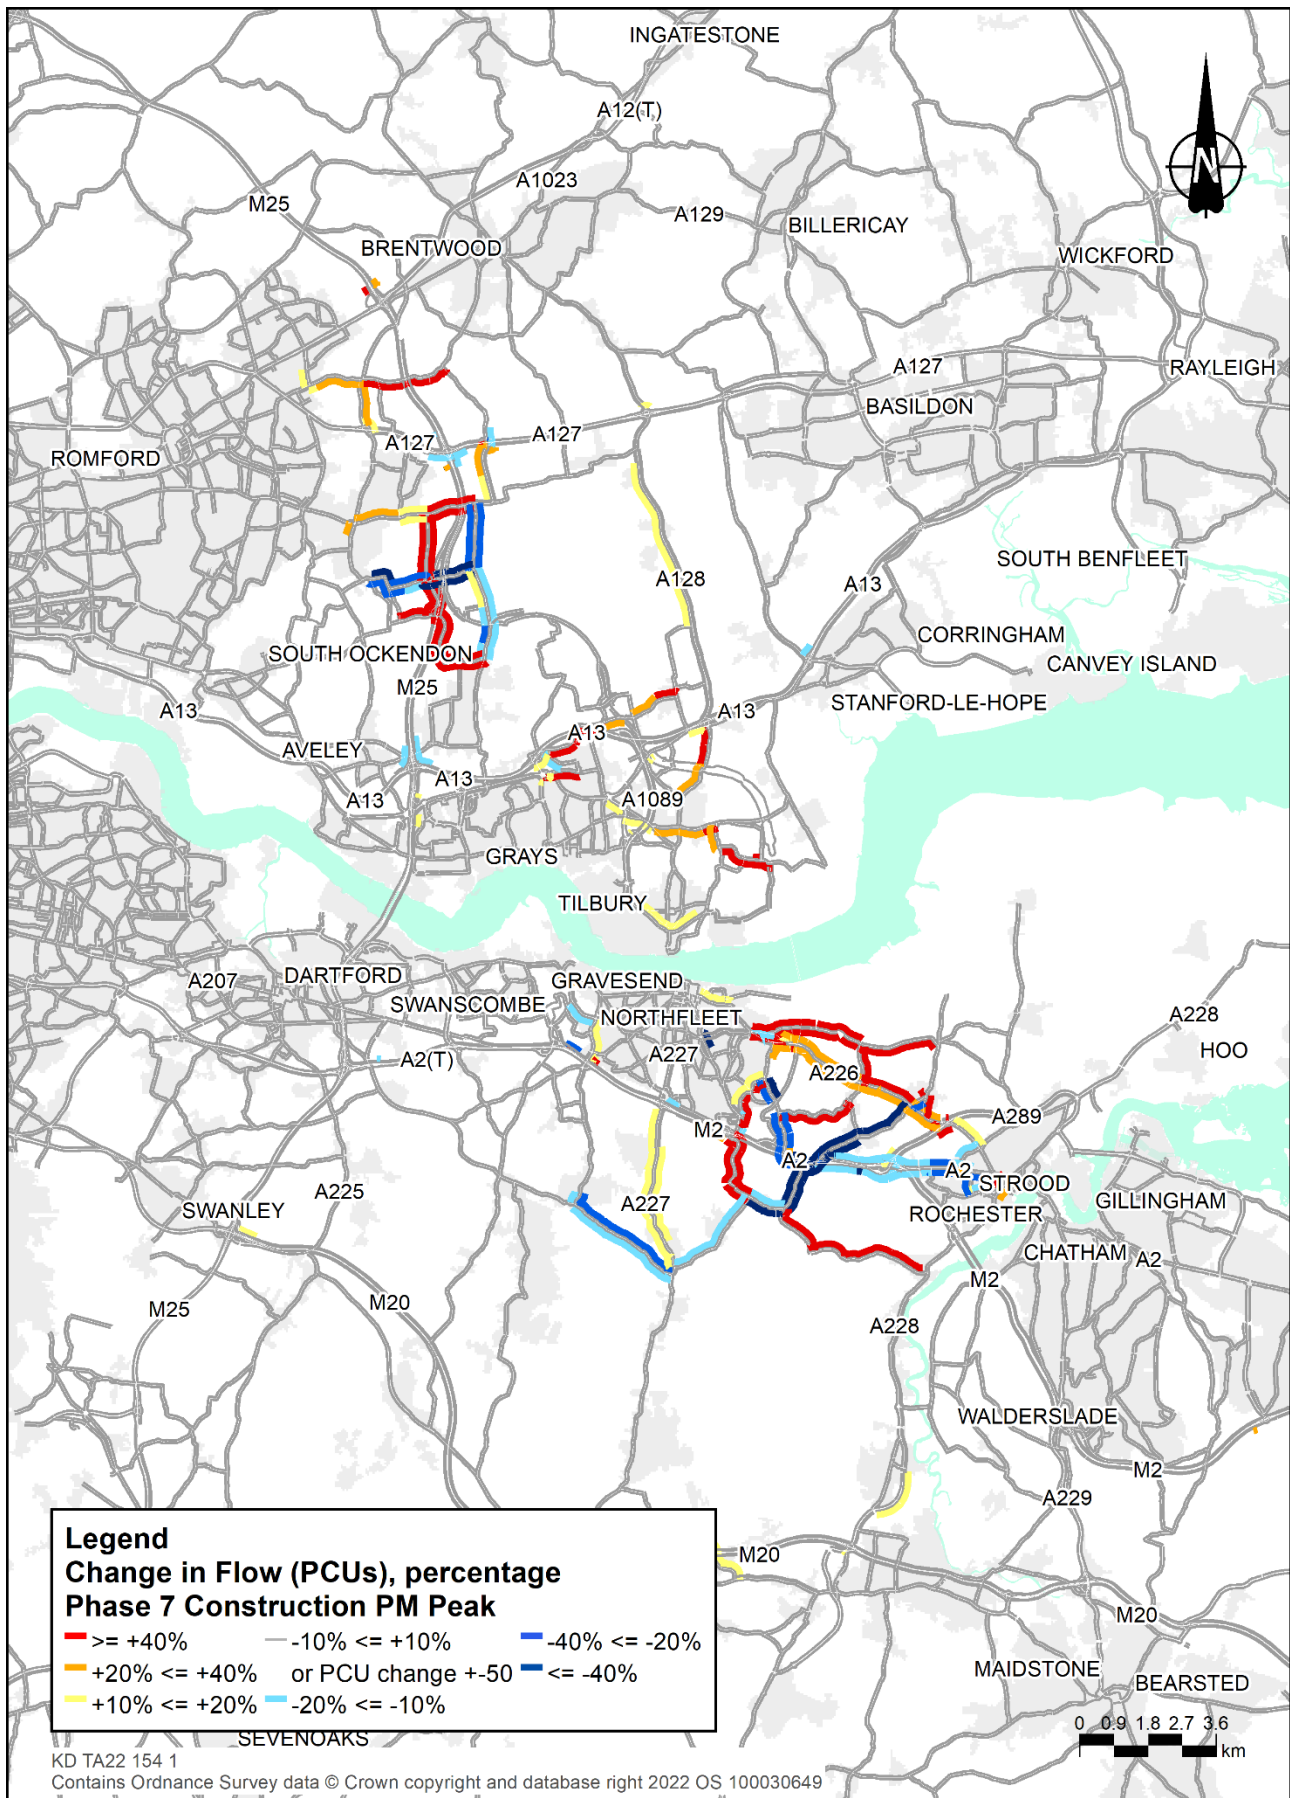 INGATESTONE
A12(T)
N
A1023
M25
A129
BILLERICAY
BRENTWOOD
WICKFORD
A127
RAYLEIGH
BASILDON
A127
A127
ROMFORD
SOUTH BENFLEET
A128
A13
CORRINGHAM
SOUTH OCKENDON
CANVEY ISLAND
M25
STANFORD-LE-HOPE
A13
A13
A13
AVELEY
A13
A13
A1089
GRAYS
TILBURY
DARTFORD
GRAVESEND
A207
SWANSCOMBE
NORTHFLEET
A228
HOO
A2(T)
A227
A226
A289
M2
A2
A2
STROOD
A225
GILLINGHAM
SWANLEY
A227
ROCHESTER
CHATHAM
A2
M25
M20
M2
A228
WALDERSLADE
M2
A229
M20
M20
MAIDSTONE
BEARSTED
Legend
Change in Flow (PCUs), percentage
Phase 7 Construction PM Peak
>= +40%
-10% <= +10%
-40% <= -20%
+20% <= +40%
or PCU change +-50
<= -40%
+10% <= +20%
-20% <= -10%
SEVENOAKS
0 0.9 1.8 2.7 3.6
km
KD TA22 154 1
Contains Ordnance Survey data © Crown copyright and database right 2022 OS 100030649